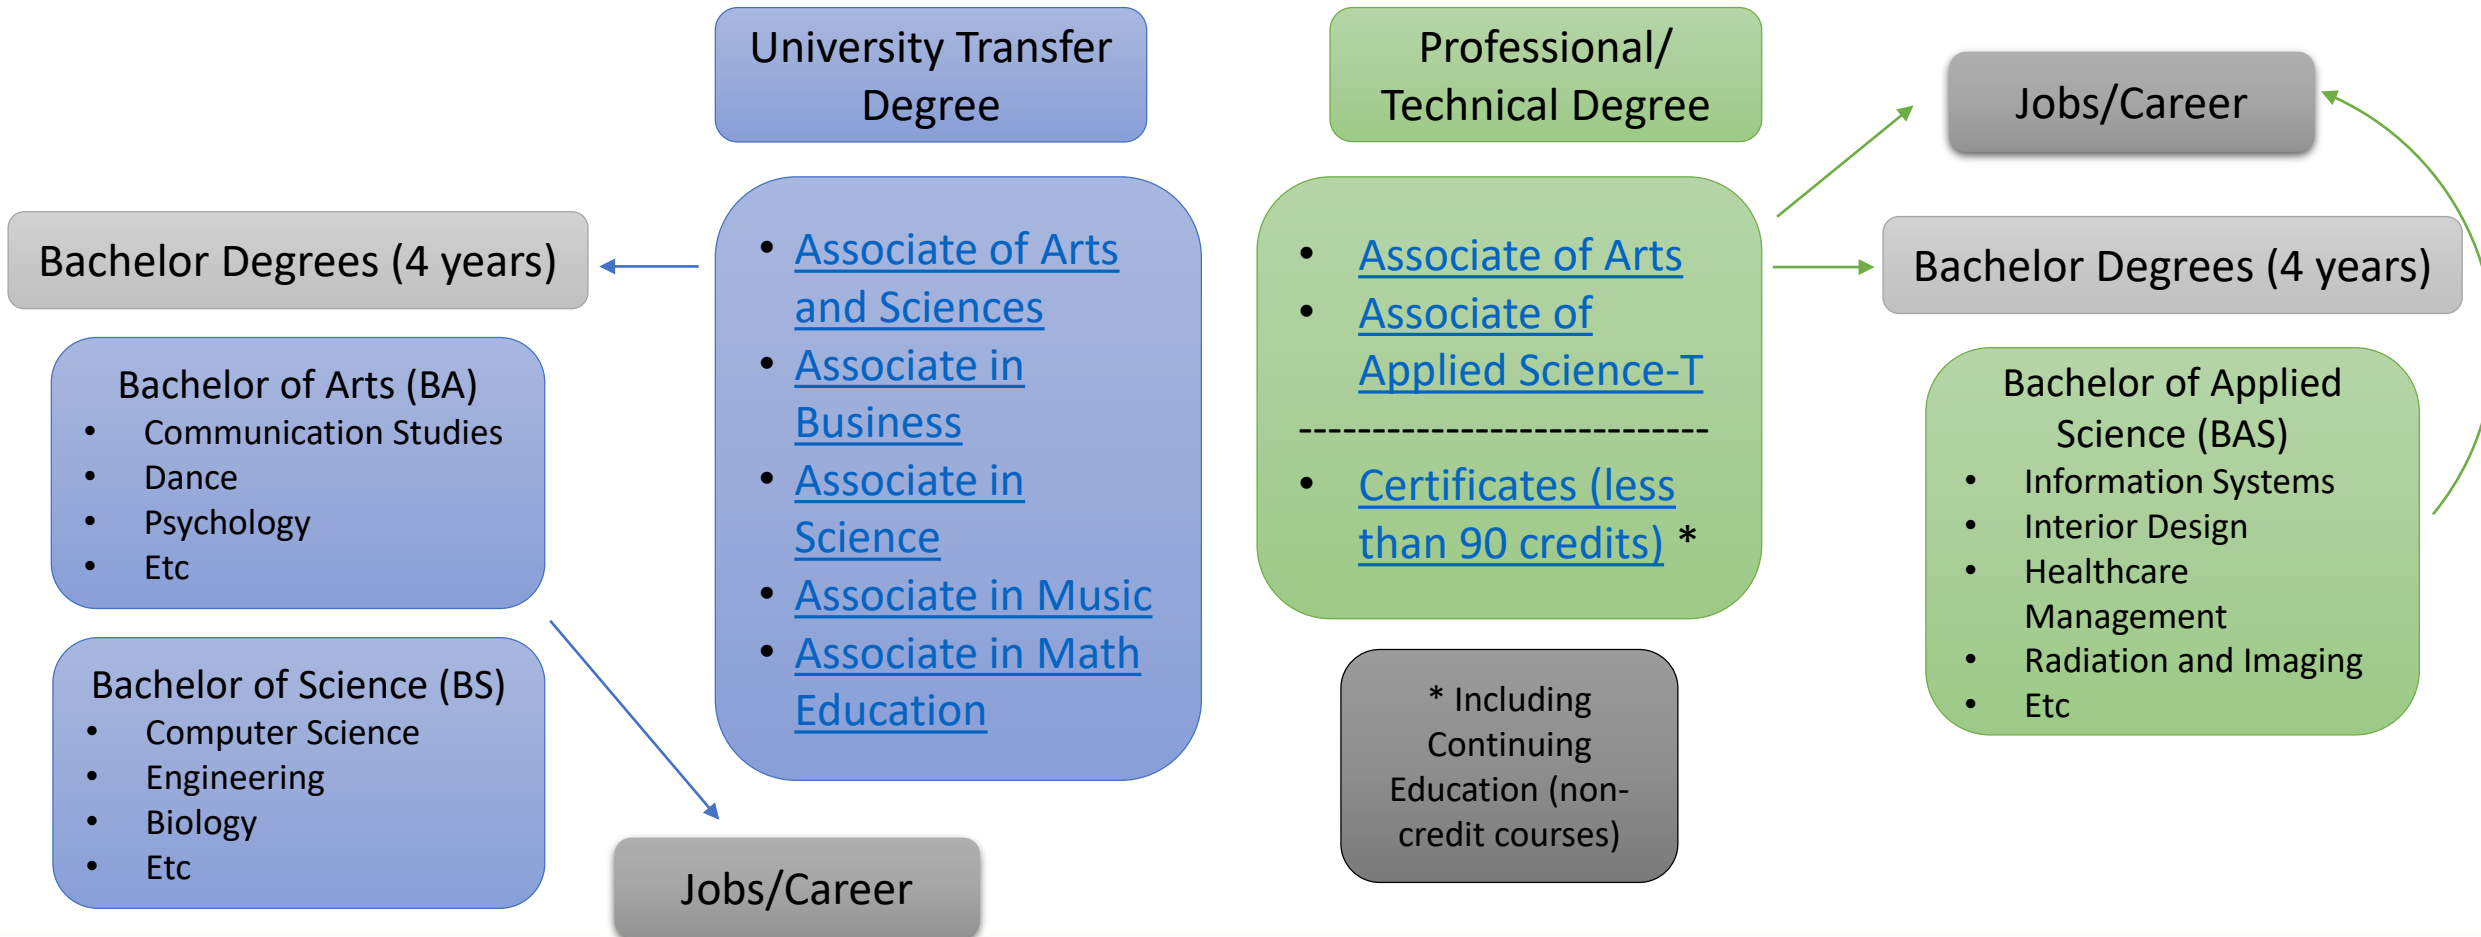 University Transfer
Degree
Professional/
Technical Degree
Jobs/Career
Bachelor Degrees (4 years)
• Associate of Arts
and Sciences
• Associate in
Business
• Associate in
Science
• Associate in Music
• Associate in Math
Education
• Associate of Arts
• Associate of
Applied Science-T
----------------------------
• Certificates (less
than 90 credits) *
Bachelor Degrees (4 years)
Bachelor of Arts (BA)
• Communication Studies
• Dance
• Psychology
• Etc
Bachelor of Science (BS)
• Computer Science
• Engineering
• Biology
• Etc
Jobs/Career
* Including
Continuing
Education (non-
credit courses)
Bachelor of Applied
Science (BAS)
• Information Systems
• Interior Design
• Healthcare
Management
• Radiation and Imaging
• Etc